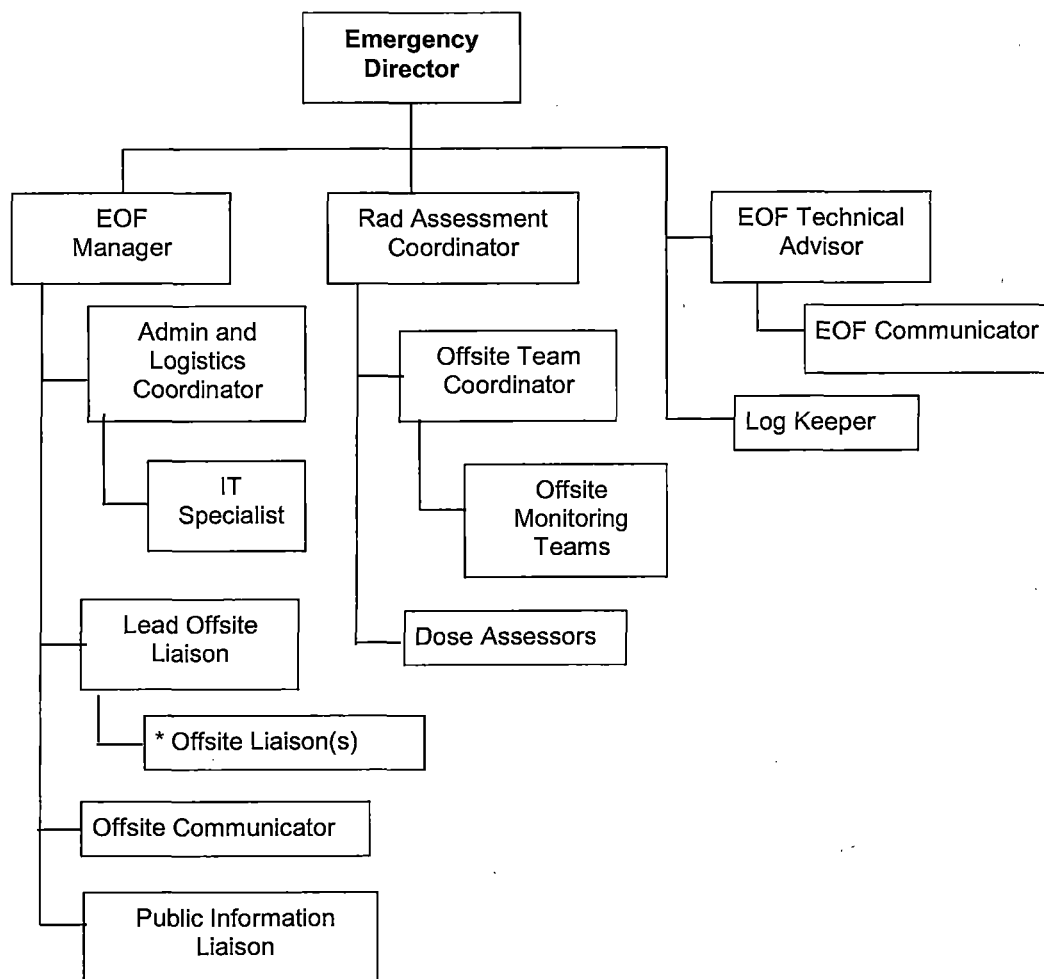 Emergency
Director
EOF
Manager
Rad Assessment
Coordinator
EOF Technical
Advisor
EOF Communicator
Log Keeper
Admin and
Logistics
Coordinator
IT
Specialist
Offsite Team
Coordinator
Offsite
Monitoring
Teams
Dose Assessors
Lead Offsite
Liaison
* Offsite Liaison(s)
Offsite Communicator
Public Information
Liaison